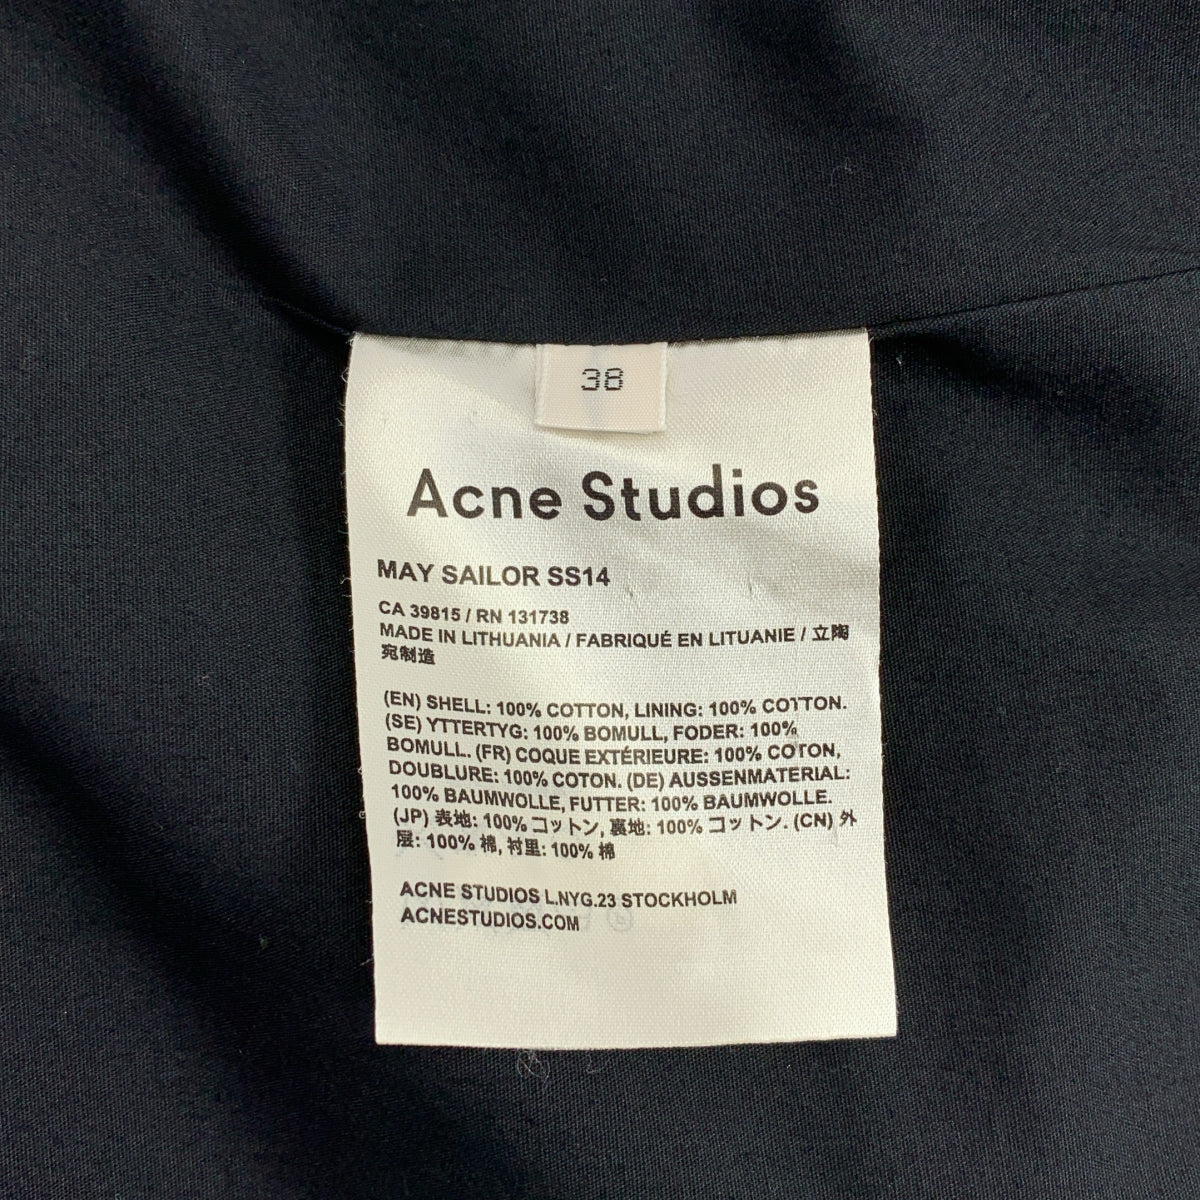 38
Acne Studios
MAY SAILOR SS14
CA 39815 / RN 131738
MADE IN LITHUANIA / FABRIQUÉ EN LITUANIE / 立陶
宛制造
(EN) SHELL: 100% COTTON, LINING: 100% COTTON.
(SE) YTTERTYG: 100% BOMULL, FODER: 100%
BOMULL. (FR) COQUE EXTÉRIEURE: 100% COTON,
DOUBLURE: 100% COTON. (DE) AUSSENMATERIAL:
100% BAUMWOLLE, FUTTER: 100% BAUMWOLLE.
(JP) 表地: 100% コットン, 裏地: 100% コットン. (CN) 外
层: 100% 棉, 衬里: 100% 棉
ACNE STUDIOS L.NYG.23 STOCKHOLM
ACNESTUDIOS.COM